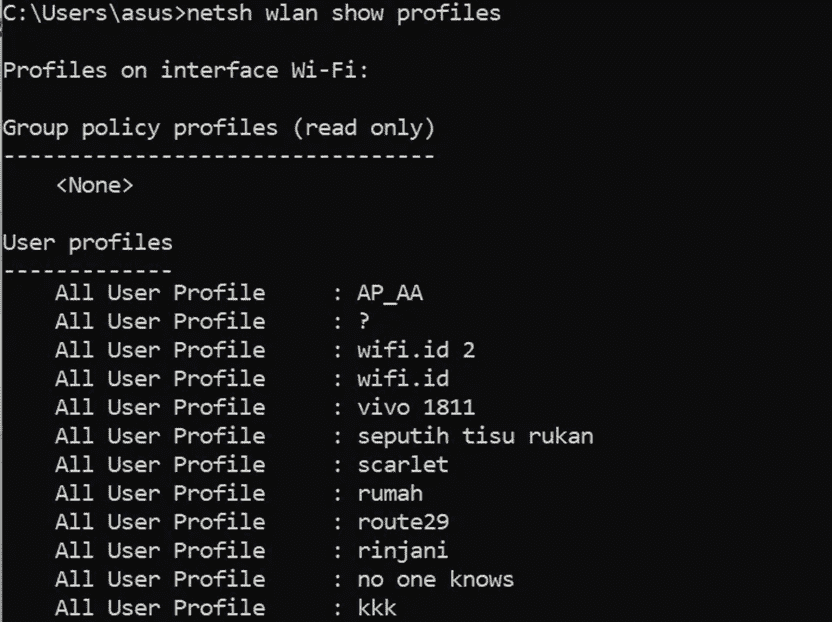 C:\Users\asus>netsh wlan show profiles
Profiles on interface Wi-Fi:
Group policy profiles (read only)
---------------------------------
    <None>
User profiles
-------------
    All User Profile     : AP_AA
    All User Profile     : ?
    All User Profile     : wifi.id 2
    All User Profile     : wifi.id
    All User Profile     : vivo 1811
    All User Profile     : seputih tisu rukan
    All User Profile     : scarlet
    All User Profile     : rumah
    All User Profile     : route29
    All User Profile     : rinjani
    All User Profile     : no one knows
    All User Profile     : kkk